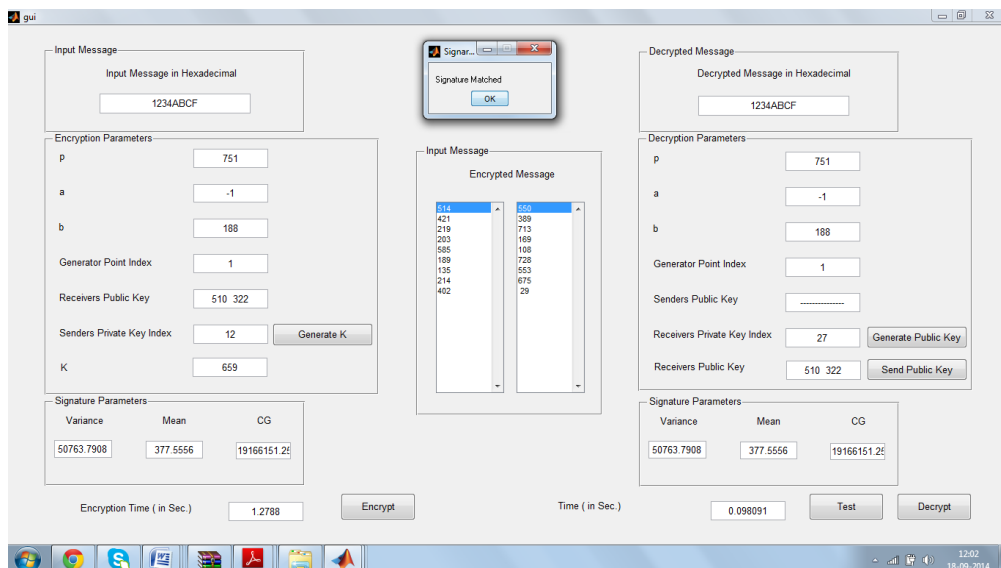 gui
Input Message
Input Message in Hexadecimal
1234ABCF
Encryption Parameters
p 751
a -1
b 188
Generator Point Index 1
Receivers Public Key 510 322
Senders Private Key Index 12 Generate K
K 659
Signature Parameters
Variance Mean CG
50763.7908 377.5556
Encryption Time ( in Sec.) 1.2788 Encrypt
Signar...
Signature Matched
OK
Input Message
Encrypted Message
514 550
421 389
219 713
203 169
585 108
189 728
135 553
214 675
402 29
Decrypted Message
Decrypted Message in Hexadecimal
1234ABCF
Decryption Parameters
p 751
a -1
b 188
Generator Point Index 1
Senders Public Key ---------------
Receivers Private Key Index 27 Generate Public Key
Receivers Public Key 510 322 Send Public Key
Signature Parameters
Variance Mean CG
50763.7908 377.5556
Time ( in Sec.) 0.098091 Test Decrypt
12:02
18-09-2014